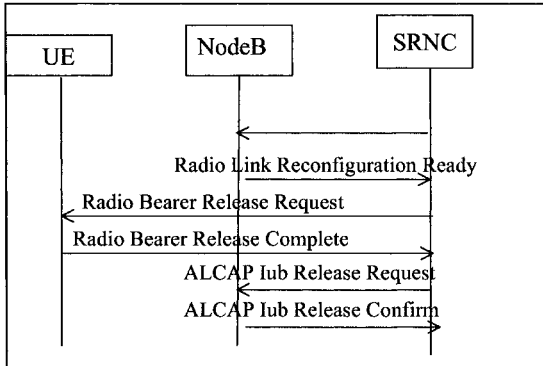 UE
NodeB
SRNC
Radio Link Reconfiguration Ready
Radio Bearer Release Request
Radio Bearer Release Complete
ALCAP Iub Release Request
ALCAP Iub Release Confirm